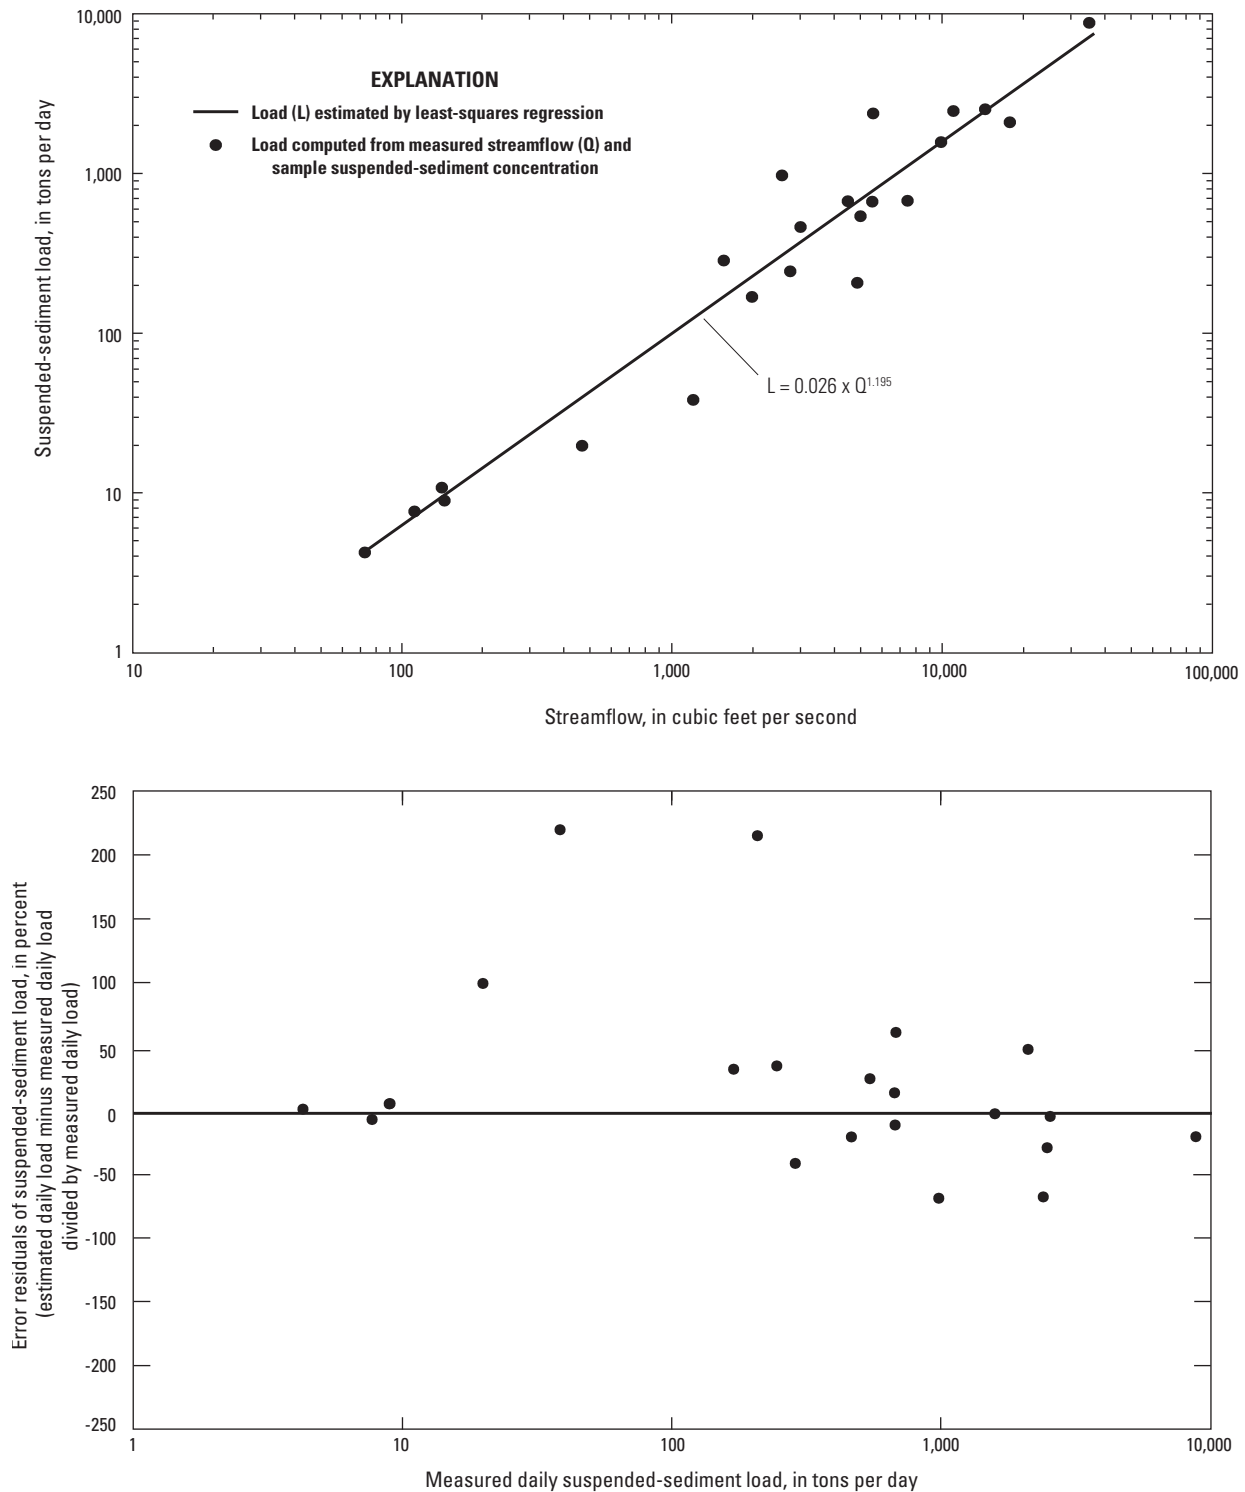 10,000
1,000
100
10
1
Suspended-sediment load, in tons per day
EXPLANATION
Load (L) estimated by least-squares regression
Load computed from measured streamflow (Q) and
sample suspended-sediment concentration
L = 0.026 x Q^1.195
10 100 1,000 10,000 100,000
Streamflow, in cubic feet per second
250
200
150
100
50
0
-50
-100
-150
-200
-250
Error residuals of suspended-sediment load, in percent
(estimated daily load minus measured daily load
divided by measured daily load)
1 10 100 1,000 10,000
Measured daily suspended-sediment load, in tons per day